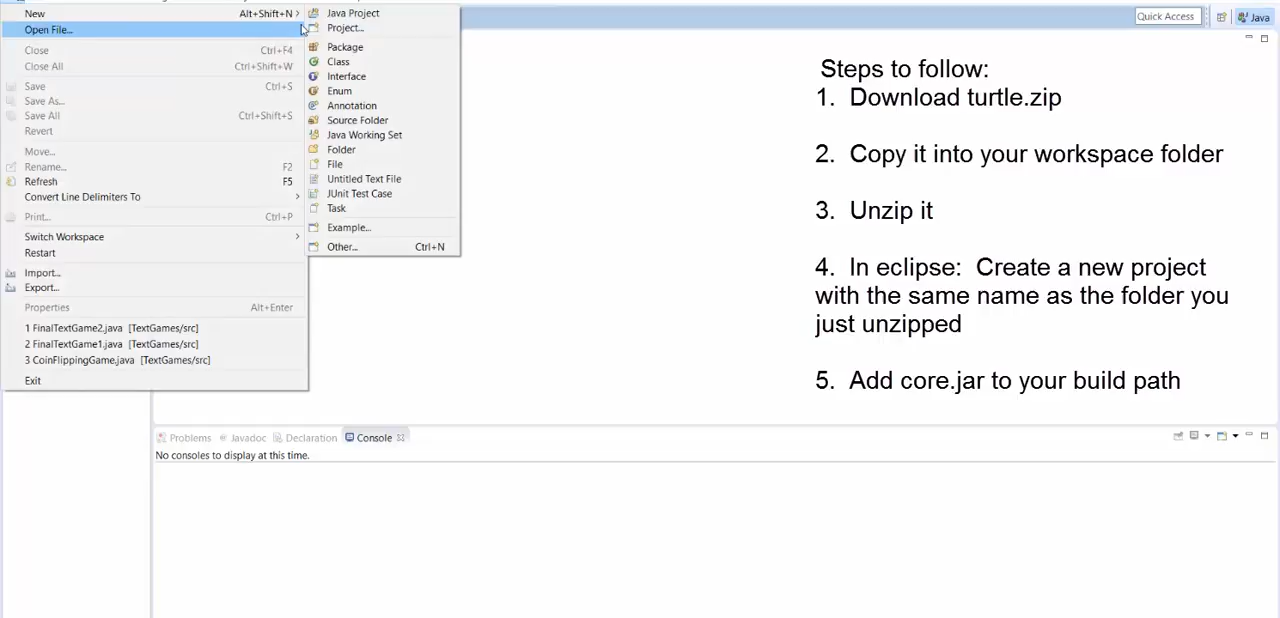 New Alt+Shift+N >
Open File...
Close Ctrl+F4
Close All Ctrl+Shift+W
Save Ctrl+S
Save As...
Save All Ctrl+Shift+S
Revert
Move...
Rename... F2
Refresh F5
Convert Line Delimiters To >
Print... Ctrl+P
Switch Workspace >
Restart
Import...
Export...
Properties Alt+Enter
1 FinalTextGame2.java [TextGames/src]
2 FinalTextGame1.java [TextGames/src]
3 CoinFlippingGame.java [TextGames/src]
Exit
Java Project
Project...
Package
Class
Interface
Enum
Annotation
Source Folder
Java Working Set
Folder
File
Untitled Text File
JUnit Test Case
Task
Example...
Other... Ctrl+N
Quick Access
Java
Steps to follow:
1. Download turtle.zip
2. Copy it into your workspace folder
3. Unzip it
4. In eclipse: Create a new project
with the same name as the folder you
just unzipped
5. Add core.jar to your build path
Problems @ Javadoc Declaration Console
No consoles to display at this time.